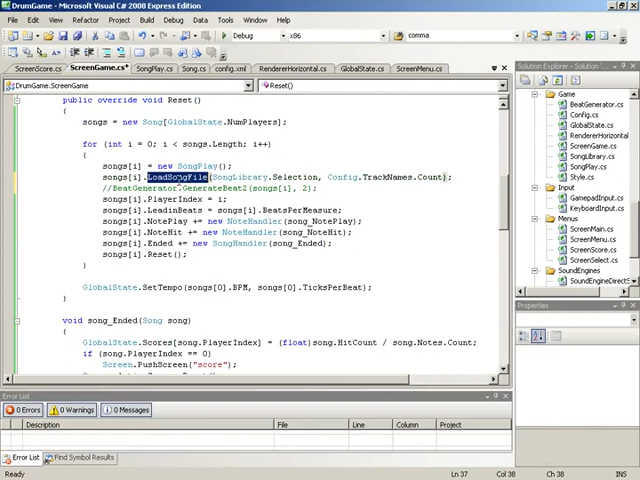 DrumGame - Microsoft Visual C# 2008 Express Edition
File Edit View Refactor Project Build Debug Data Tools Window Help
Debug x86 comma
ScreenScore.cs ScreenGame.cs* SongPlay.cs Song.cs config.xml RendererHorizontal.cs GlobalState.cs ScreenMenu.cs
DrumGame.ScreenGame Reset()
public override void Reset()
songs = new Song[GlobalState.NumPlayers];
for (int i = 0; i < songs.Length; i++)
{
songs[i] = new SongPlay();
songs[i].LoadSongFile(SongLibrary.Selection, Config.TrackNames.Count);
//BeatGenerator.GenerateBeat2(songs[i], 2);
songs[i].PlayerIndex = i;
songs[i].LeadinBeats = songs[i].BeatsPerMeasure;
songs[i].NotePlay += new NoteHandler(song_NotePlay);
songs[i].NoteHit += new NoteHandler(song_NoteHit);
songs[i].Ended += new SongHandler(song_Ended);
songs[i].Reset();
}
GlobalState.SetTempo(songs[0].BPM, songs[0].TicksPerBeat);
}
void song_Ended(Song song)
{
GlobalState.Scores[song.PlayerIndex] = (float)song.HitCount / song.Notes.Count;
if (song.PlayerIndex == 0)
Screen.PushScreen("score");
Solution Explorer - Solution
Game
BeatGenerator.cs
Config.cs
GlobalState.cs
RendererHorizontal.cs
ScreenGame.cs
ScreenScore.cs
Song.cs
SongLibrary.cs
SongPlay.cs
Style.cs
Input
GamepadInput.cs
KeyboardInput.cs
Menus
ScreenMain.cs
ScreenMenu.cs
ScreenSelect.cs
SoundEngines
Properties
Error List
0 Errors 0 Warnings 0 Messages
Description File Line Column Project
Error List Find Symbol Results
Ready Ln 37 Col 38 Ch 38